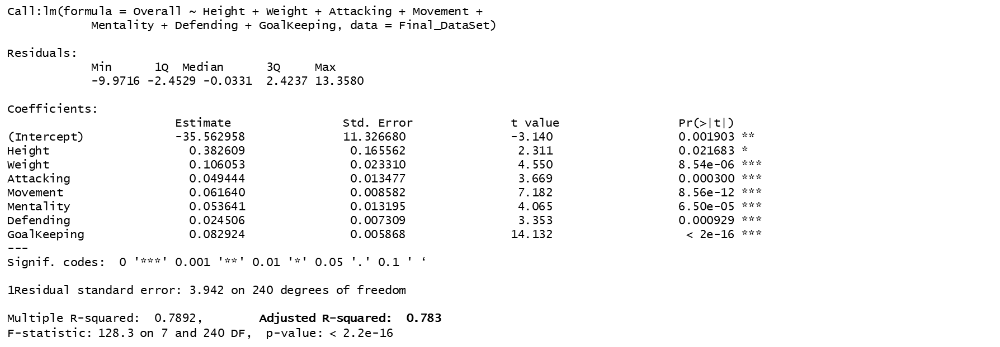 Call:lm(formula = Overall ~ Height + Weight + Attacking + Movement +
Mentality + Defending + GoalKeeping, data = Final_DataSet)
Residuals:
Min 1Q Median 3Q Max
-9.9716 -2.4529 -0.0331 2.4237 13.3580
Coefficients:
Estimate Std. Error t value Pr(>|t|)
(Intercept) -35.562958 11.326680 -3.140 0.001903 **
Height 0.382609 0.165562 2.311 0.021683 *
Weight 0.106053 0.023310 4.550 8.54e-06 ***
Attacking 0.049444 0.013477 3.669 0.000300 ***
Movement 0.061640 0.008582 7.182 8.56e-12 ***
Mentality 0.053641 0.013195 4.065 6.50e-05 ***
Defending 0.024506 0.007309 3.353 0.000929 ***
GoalKeeping 0.082924 0.005868 14.132 < 2e-16 ***
---
Signif. codes: 0 '***' 0.001 '**' 0.01 '*' 0.05 '.' 0.1 ' ‘
1Residual standard error: 3.942 on 240 degrees of freedom
Multiple R-squared: 0.7892, Adjusted R-squared: 0.783
F-statistic: 128.3 on 7 and 240 DF, p-value: < 2.2e-16